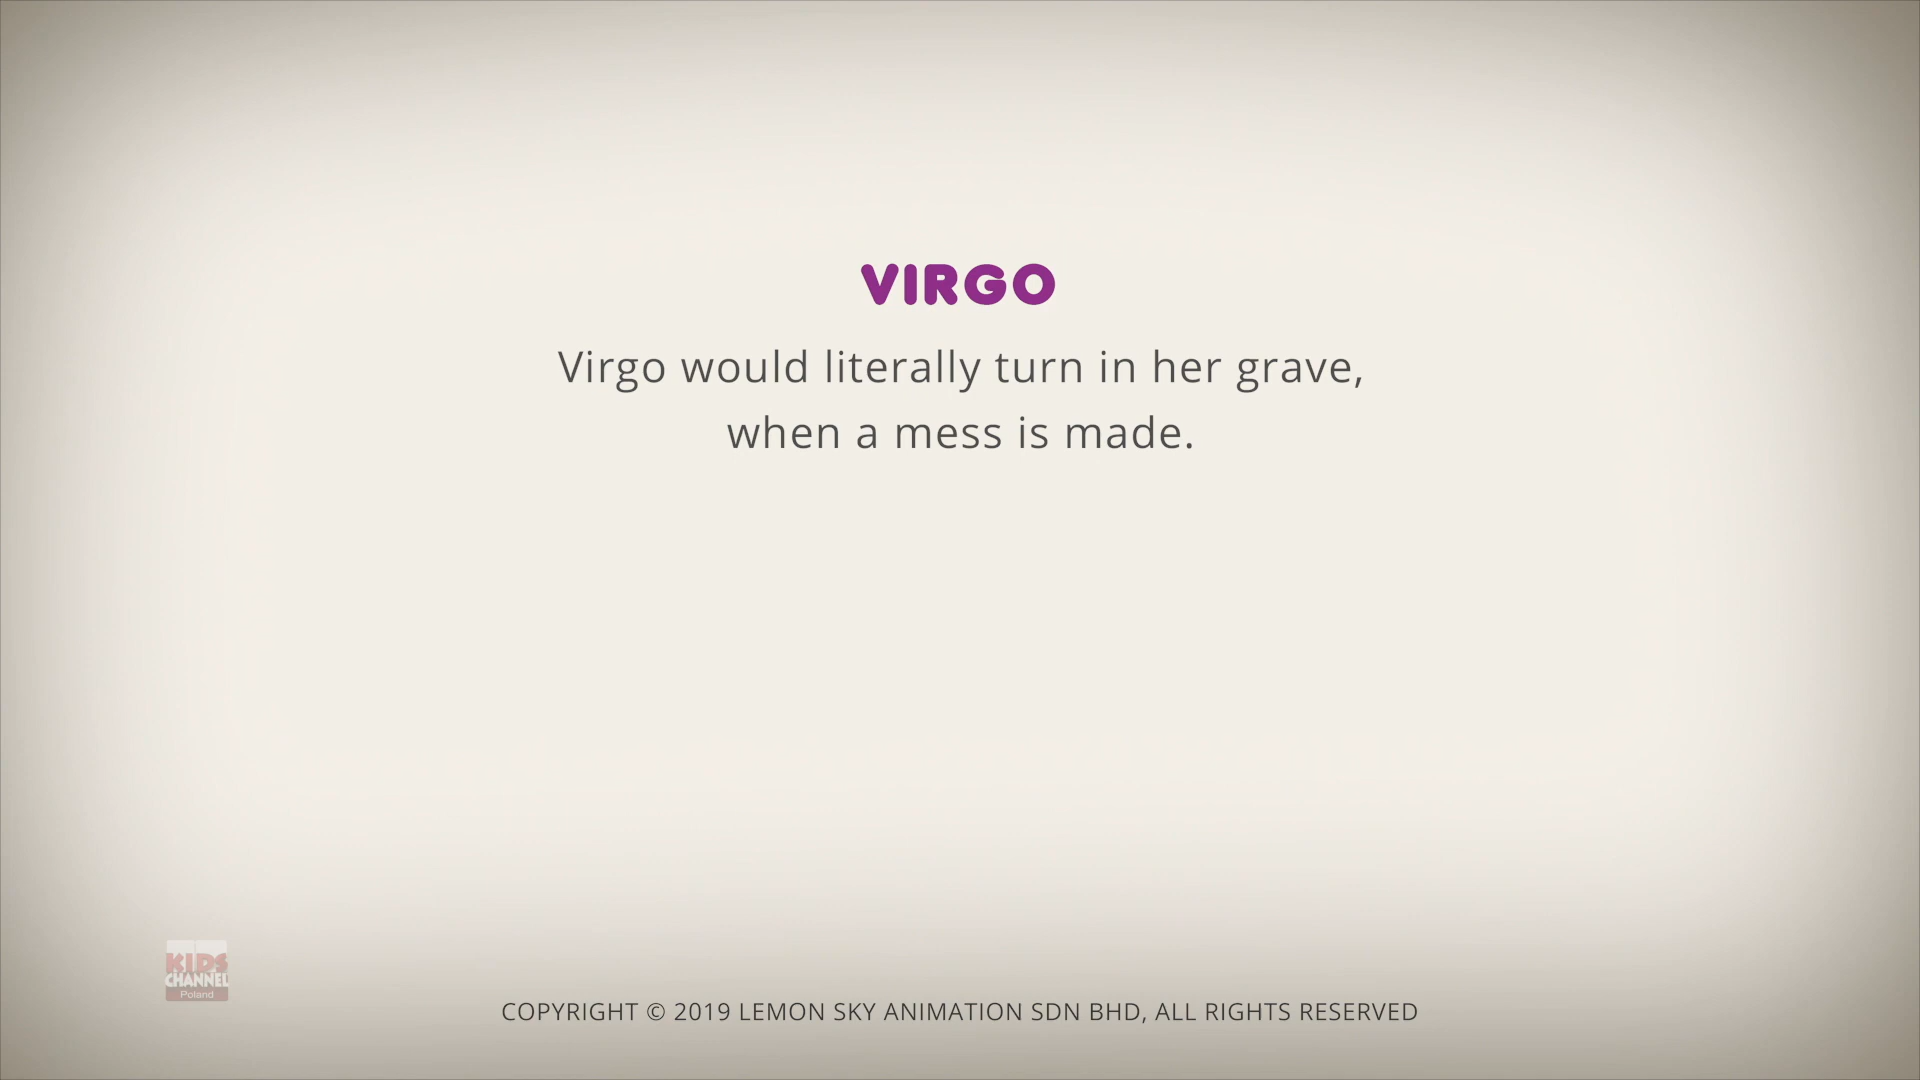 VIRGO
Virgo would literally turn in her grave,
when a mess is made.
KIDS
CHANNEL
Poland
COPYRIGHT © 2019 LEMON SKY ANIMATION SDN BHD, ALL RIGHTS RESERVED